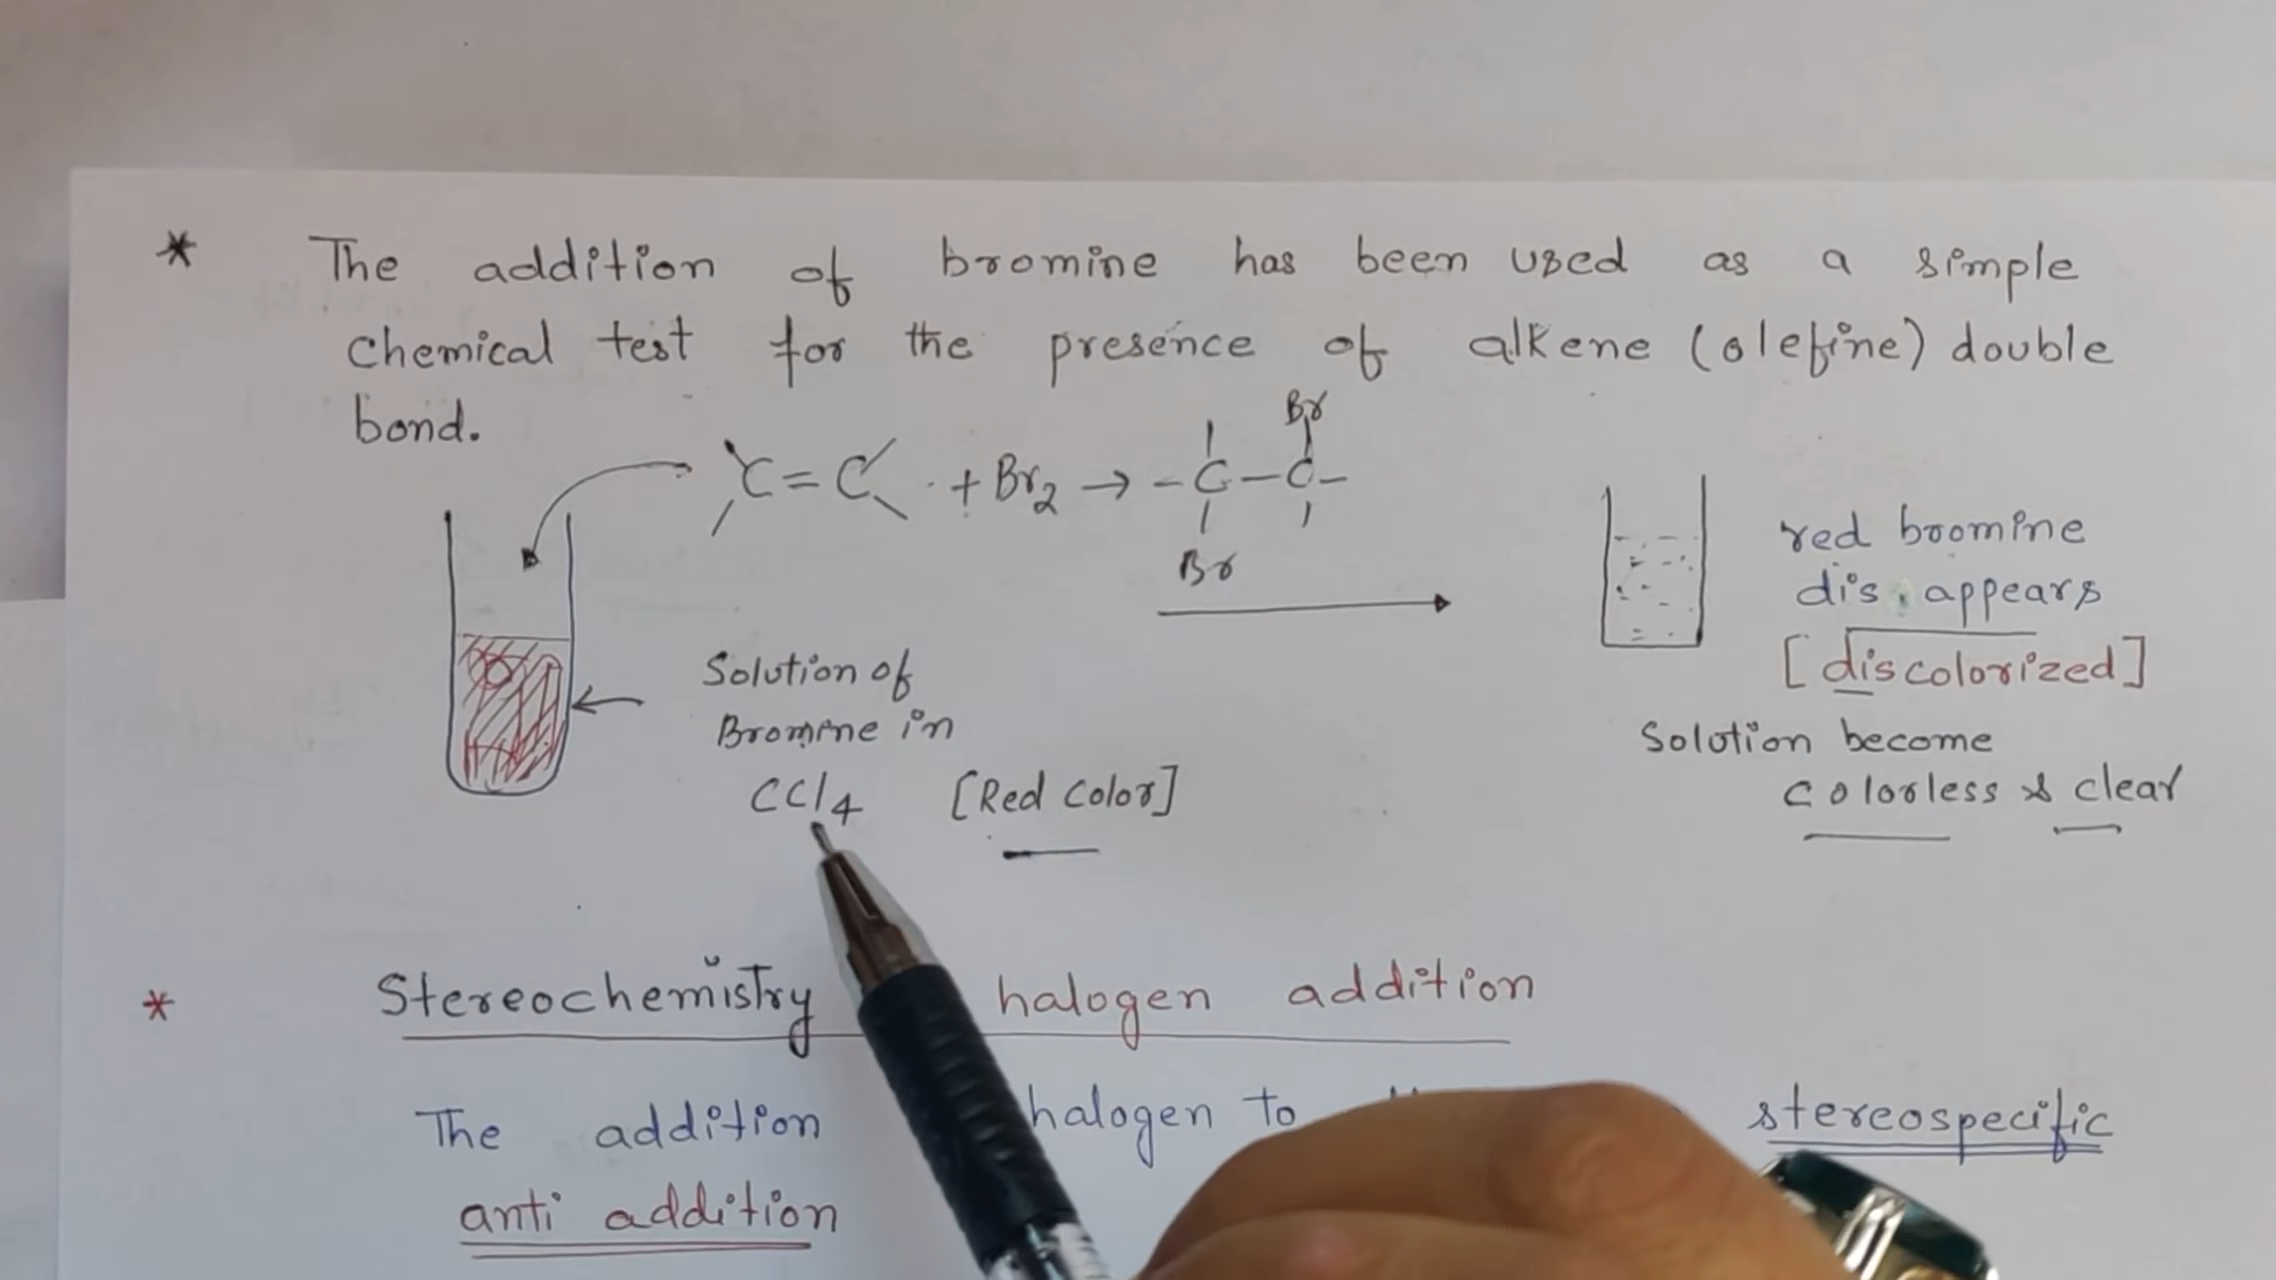 * The addition of bromine has been used as a simple
chemical test for the presence of alkene (olefine) double
bond.
C=C + Br2 → -C-C-
Br
Br
Solution of
Bromine in
CCl4 [Red color]
red bromine
dis appears
[discolorized]
Solution become
colorless & clear
* Stereochemistry halogen addition
The addition halogen to stereospecific
anti addition